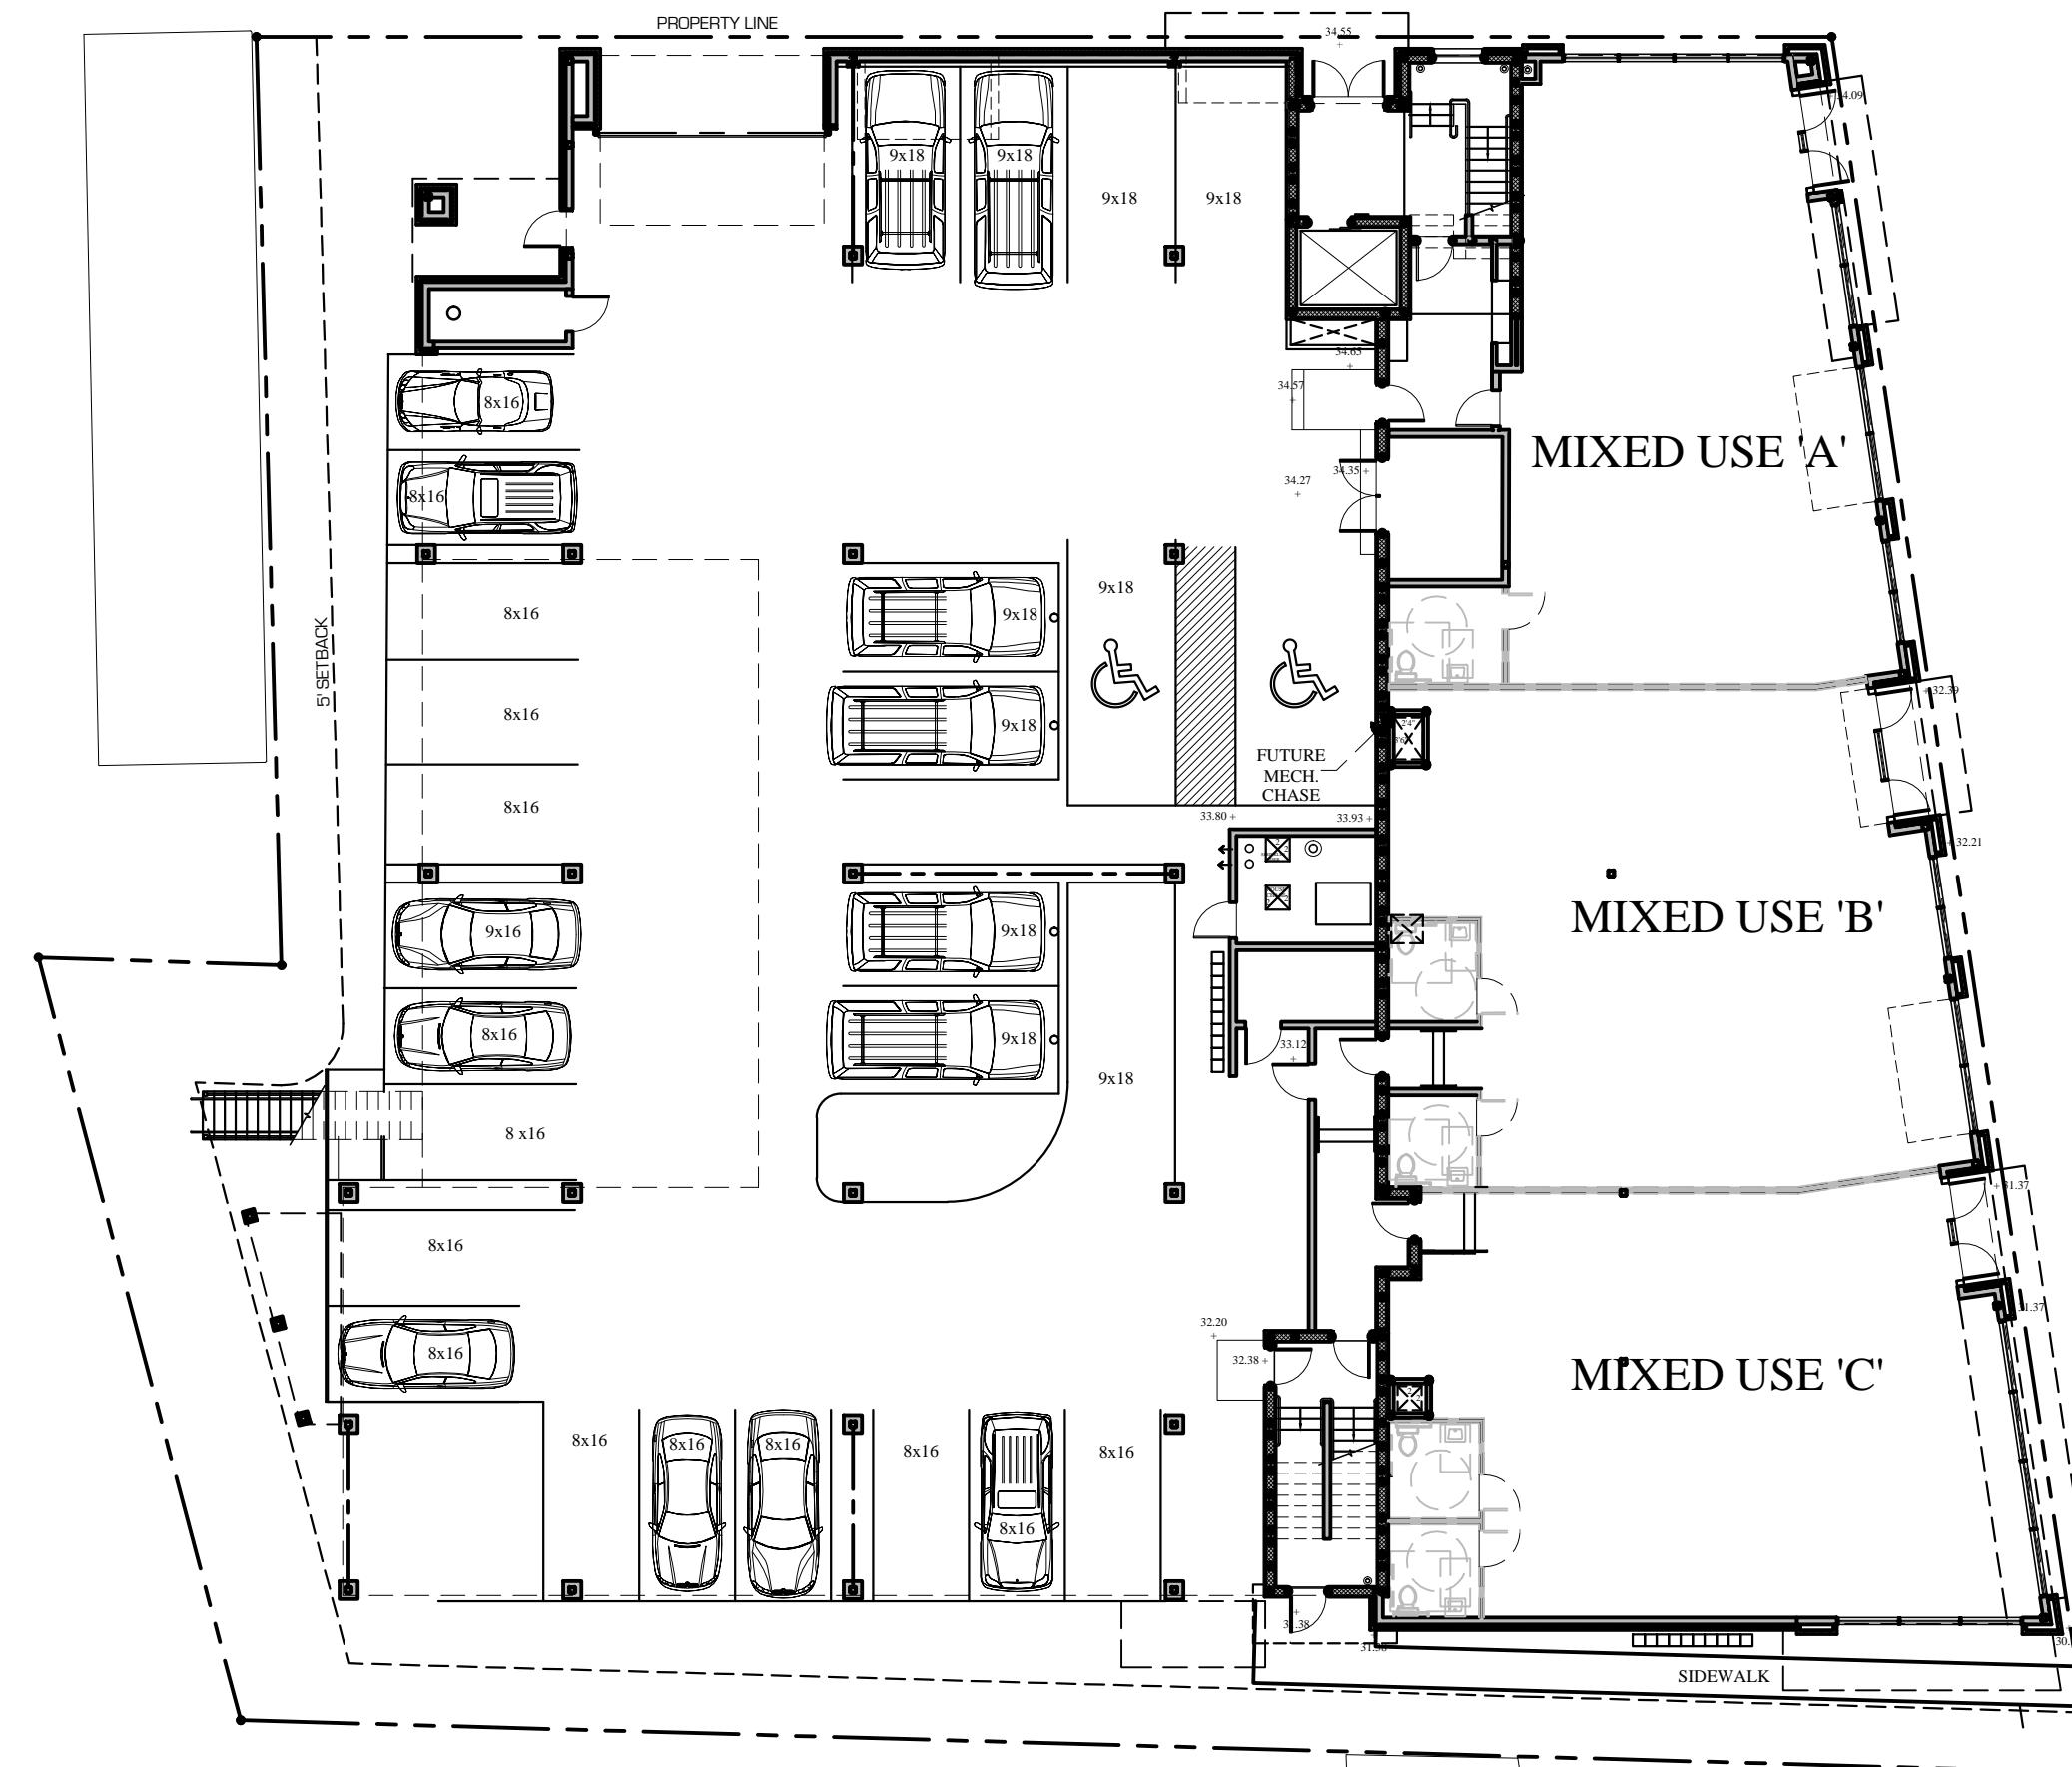 PROPERTY LINE
34.55
34.09
9x18
9x18
9x18
9x18
34.65
34.57
8x16
MIXED USE 'A'
34.35
34.27
8x16
9x18
8x16
9x18
5' SETBACK
32.39
8x16
9x18
2'4"
FUTURE
MECH.
CHASE
8x16
33.80
33.93
32.21
MIXED USE 'B'
9x16
9x18
8x16
9x18
33.12
9x18
8 x16
31.37
8x16
31.37
32.20
8x16
32.38
MIXED USE 'C'
8x16
8x16
8x16
8x16
8x16
8x16
SIDEWALK